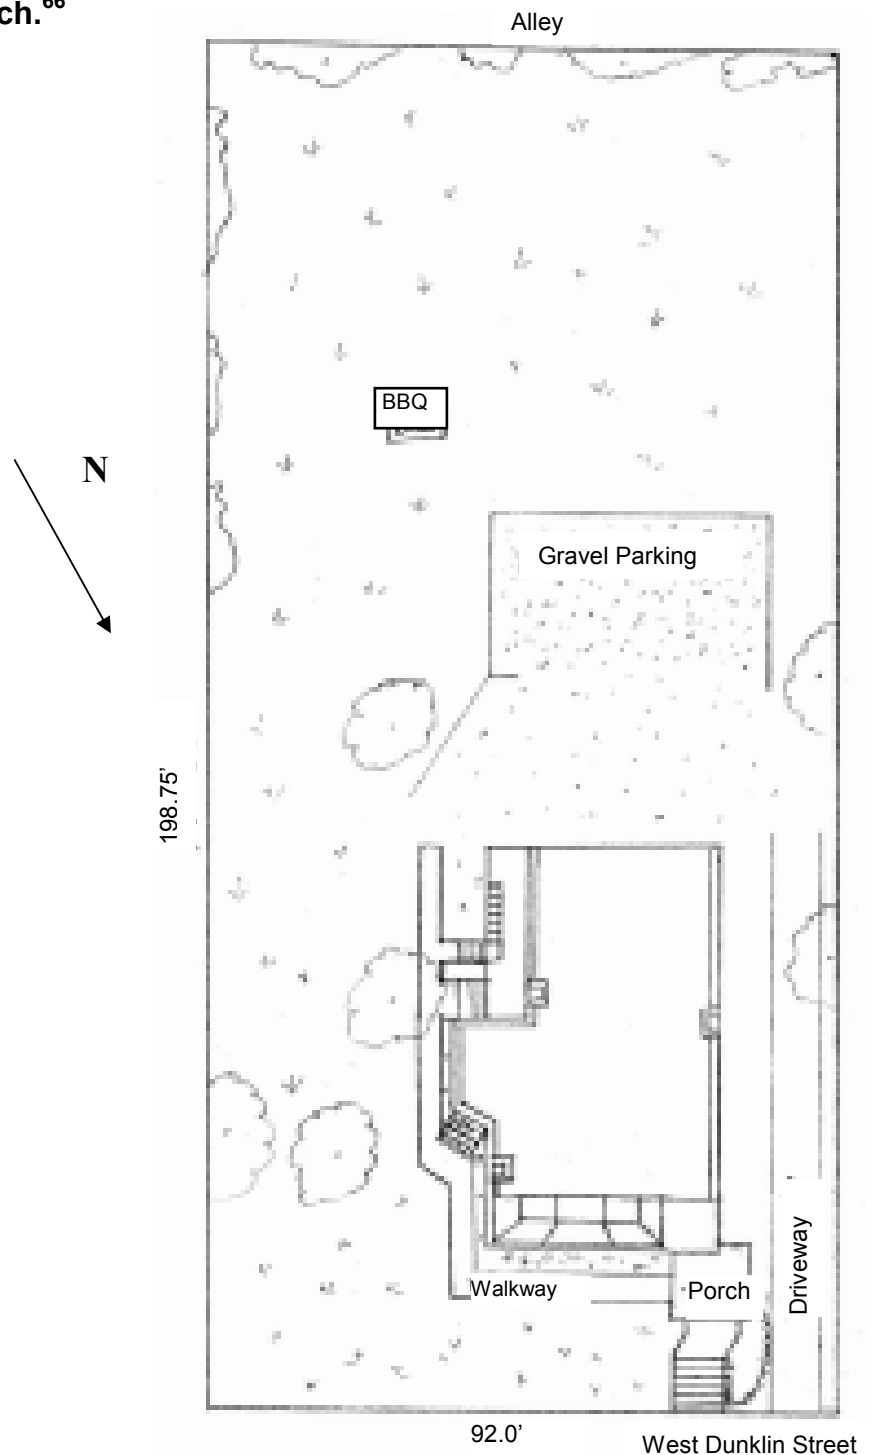 ch.⁶⁶
Alley
BBQ
N
Gravel Parking
198.75’
Driveway
Walkway
Porch
92.0’
West Dunklin Street